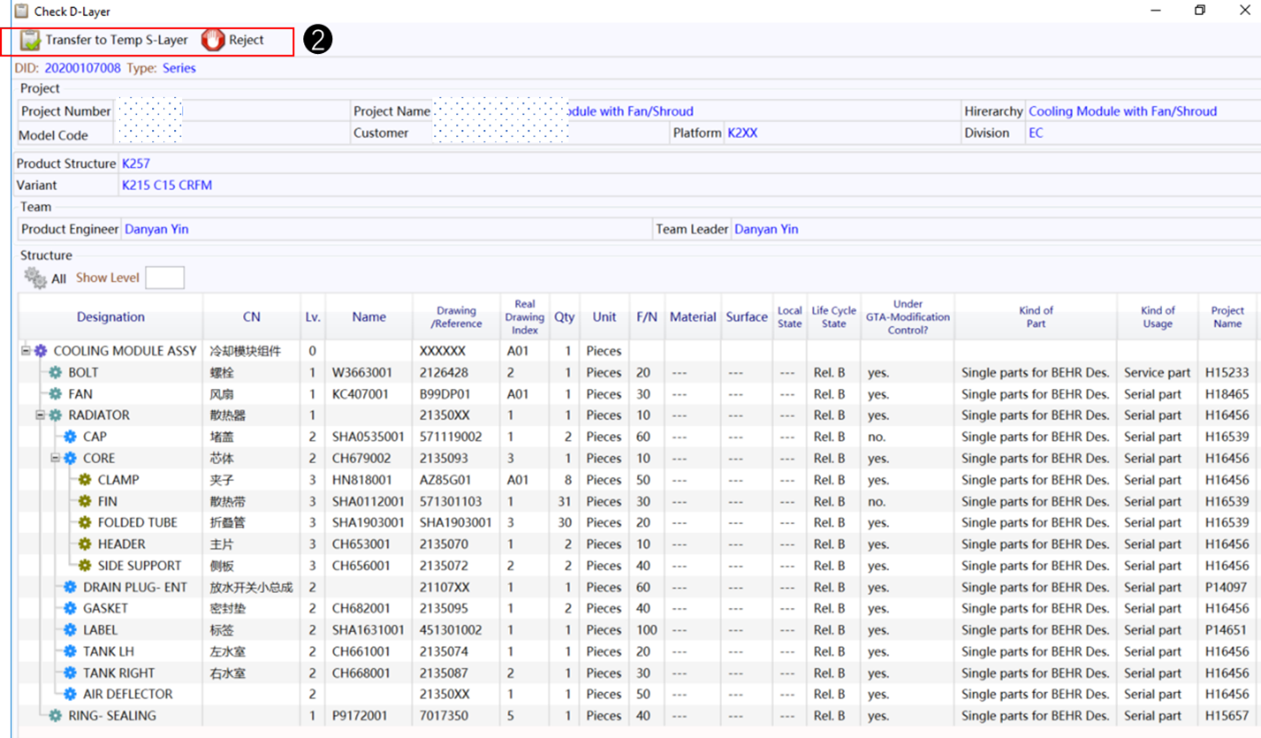 Check D-Layer
Transfer to Temp S-Layer Reject 2
DID: 20200107008 Type: Series
Project
Project Number Project Name odule with Fan/Shroud Hirerarchy Cooling Module with Fan/Shroud
Model Code Customer Platform K2XX Division EC
Product Structure K257
Variant K215 C15 CRFM
Team
Product Engineer Danyan Yin Team Leader Danyan Yin
Structure
All Show Level
Designation CN Lv. Name Drawing /Reference Real Drawing Index Qty Unit F/N Material Surface Local State Life Cycle State Under GTA-Modification Control? Kind of Part Kind of Usage Project Name
COOLING MODULE ASSY 冷却模块组件 0 XXXXXX A01 1 Pieces
BOLT 螺栓 1 W3663001 2126428 2 1 Pieces 20 --- --- --- Rel. B yes. Single parts for BEHR Des. Service part H15233
FAN 风扇 1 KC407001 B99DP01 A01 1 Pieces 30 --- --- --- Rel. B yes. Single parts for BEHR Des. Serial part H18465
RADIATOR 散热器 1 21350XX 1 1 Pieces 10 --- --- --- Rel. B yes. Single parts for BEHR Des. Serial part H16456
CAP 堵盖 2 SHA0535001 571119002 1 2 Pieces 60 --- --- --- Rel. B no. Single parts for BEHR Des. Serial part H16539
CORE 芯体 2 CH679002 2135093 3 1 Pieces 10 --- --- --- Rel. B yes. Single parts for BEHR Des. Serial part H16456
CLAMP 夹子 3 HN818001 AZ85G01 A01 8 Pieces 50 --- --- --- Rel. B yes. Single parts for BEHR Des. Serial part H16456
FIN 散热带 3 SHA0112001 571301103 1 31 Pieces 30 --- --- --- Rel. B no. Single parts for BEHR Des. Serial part H16539
FOLDED TUBE 折叠管 3 SHA1903001 SHA1903001 3 30 Pieces 20 --- --- --- Rel. B yes. Single parts for BEHR Des. Serial part H16539
HEADER 主片 3 CH653001 2135070 1 2 Pieces 10 --- --- --- Rel. B yes. Single parts for BEHR Des. Serial part H16456
SIDE SUPPORT 侧板 3 CH656001 2135072 2 2 Pieces 40 --- --- --- Rel. B yes. Single parts for BEHR Des. Serial part H16456
DRAIN PLUG- ENT 放水开关小总成 2 21107XX 1 1 Pieces 60 --- --- --- Rel. B yes. Single parts for BEHR Des. Serial part P14097
GASKET 密封垫 2 CH682001 2135095 1 2 Pieces 40 --- --- --- Rel. B yes. Single parts for BEHR Des. Serial part H16456
LABEL 标签 2 SHA1631001 451301002 1 1 Pieces 100 --- --- --- Rel. B yes. Single parts for BEHR Des. Serial part P14651
TANK LH 左水室 2 CH661001 2135074 1 1 Pieces 20 --- --- --- Rel. B yes. Single parts for BEHR Des. Serial part H16456
TANK RIGHT 右水室 2 CH668001 2135087 2 1 Pieces 30 --- --- --- Rel. B yes. Single parts for BEHR Des. Serial part H16456
AIR DEFLECTOR 2 21350XX 1 1 Pieces 50 --- --- --- Rel. B yes. Single parts for BEHR Des. Serial part H16456
RING- SEALING 1 P9172001 7017350 5 1 Pieces 40 --- --- --- Rel. B yes. Single parts for BEHR Des. Serial part H15657